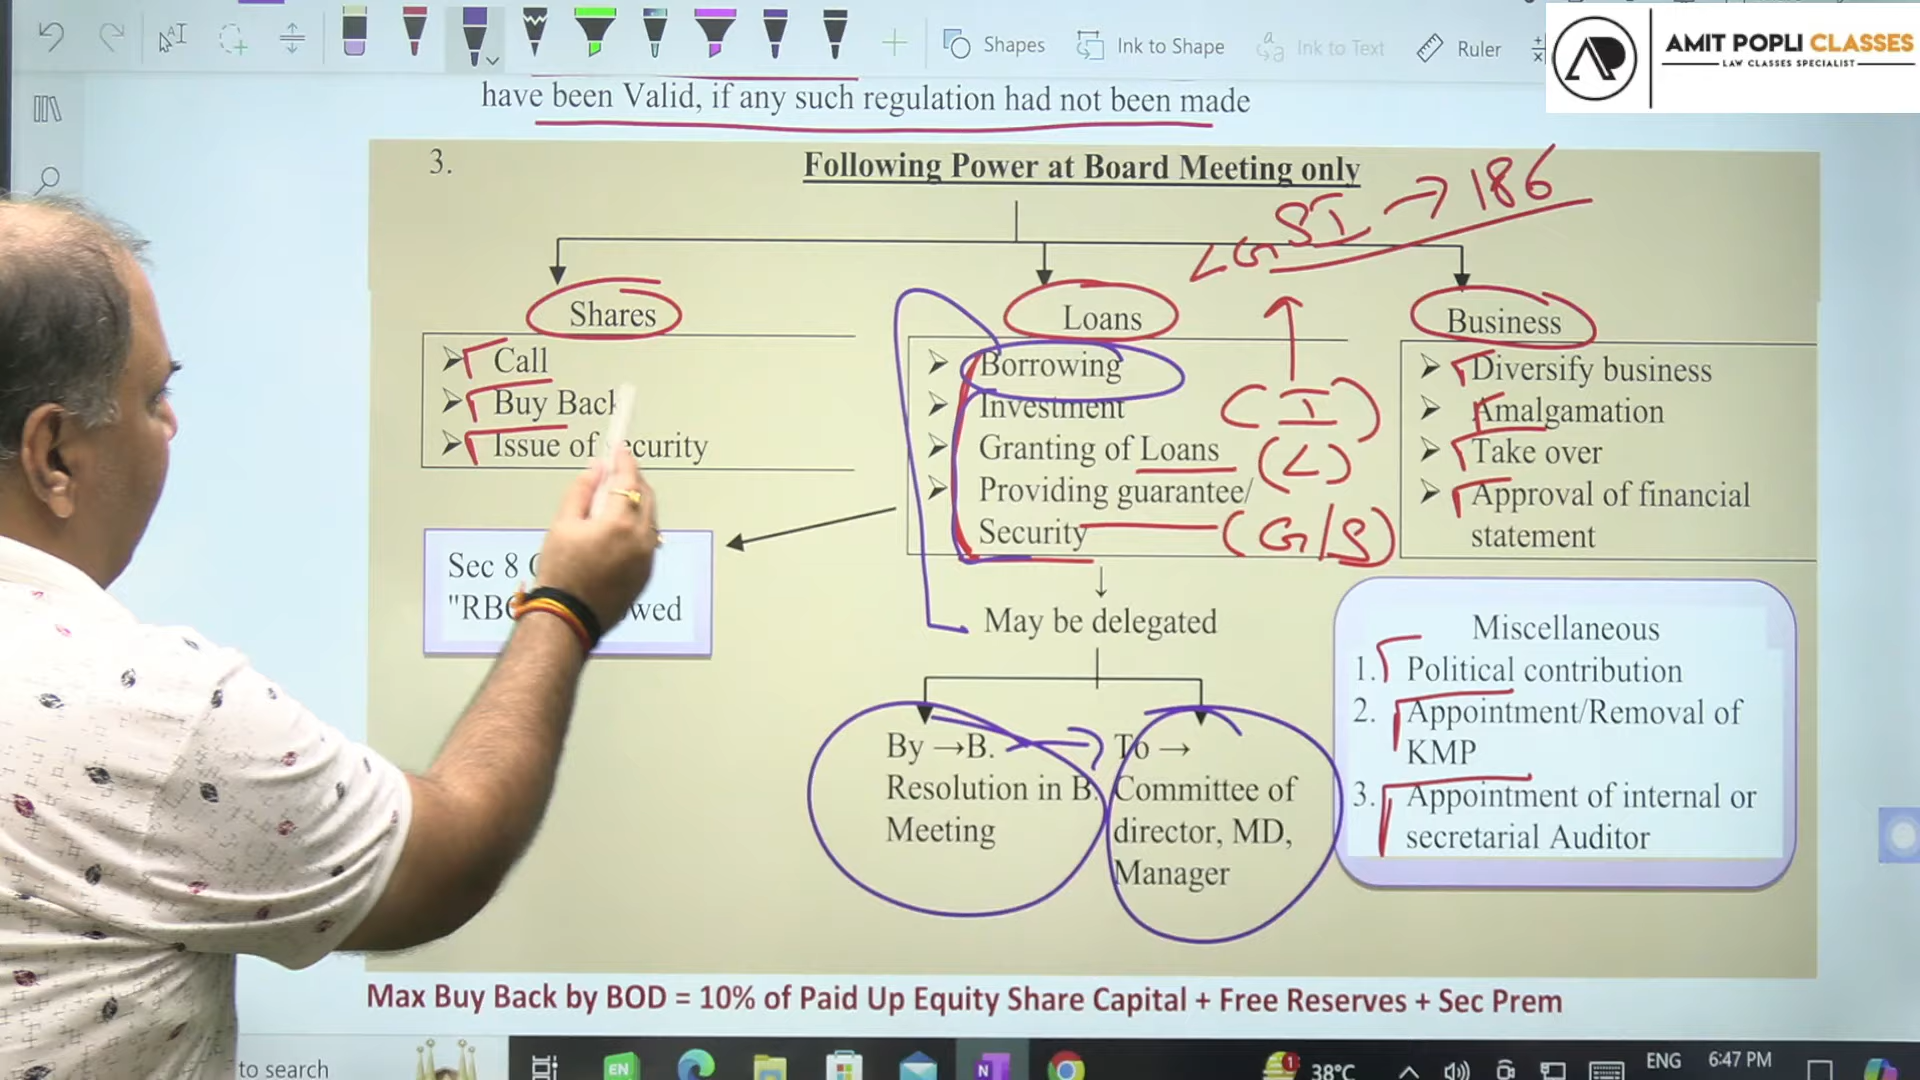 Shapes
Ink to Shape
Ink to Text
Ruler
AMIT POPLI CLASSES
LAW CLASSES SPECIALIST
have been Valid, if any such regulation had not been made
3.
Following Power at Board Meeting only
LGSI → 186
Shares
➢ Call
➢ Buy Back
➢ Issue of security
Loans
➢ Borrowing
➢ Investment (I)
➢ Granting of Loans (L)
➢ Providing guarantee/
Security (G/S)
Business
➢ Diversify business
➢ Amalgamation
➢ Take over
➢ Approval of financial
statement
Sec 8
"RB
wed
May be delegated
By →B.
Resolution in B.
Meeting
To →
Committee of
director, MD,
Manager
Miscellaneous
1. Political contribution
2. Appointment/Removal of
KMP
3. Appointment of internal or
secretarial Auditor
Max Buy Back by BOD = 10% of Paid Up Equity Share Capital + Free Reserves + Sec Prem
to search
EN
N
1
38°C
ENG
6:47 PM